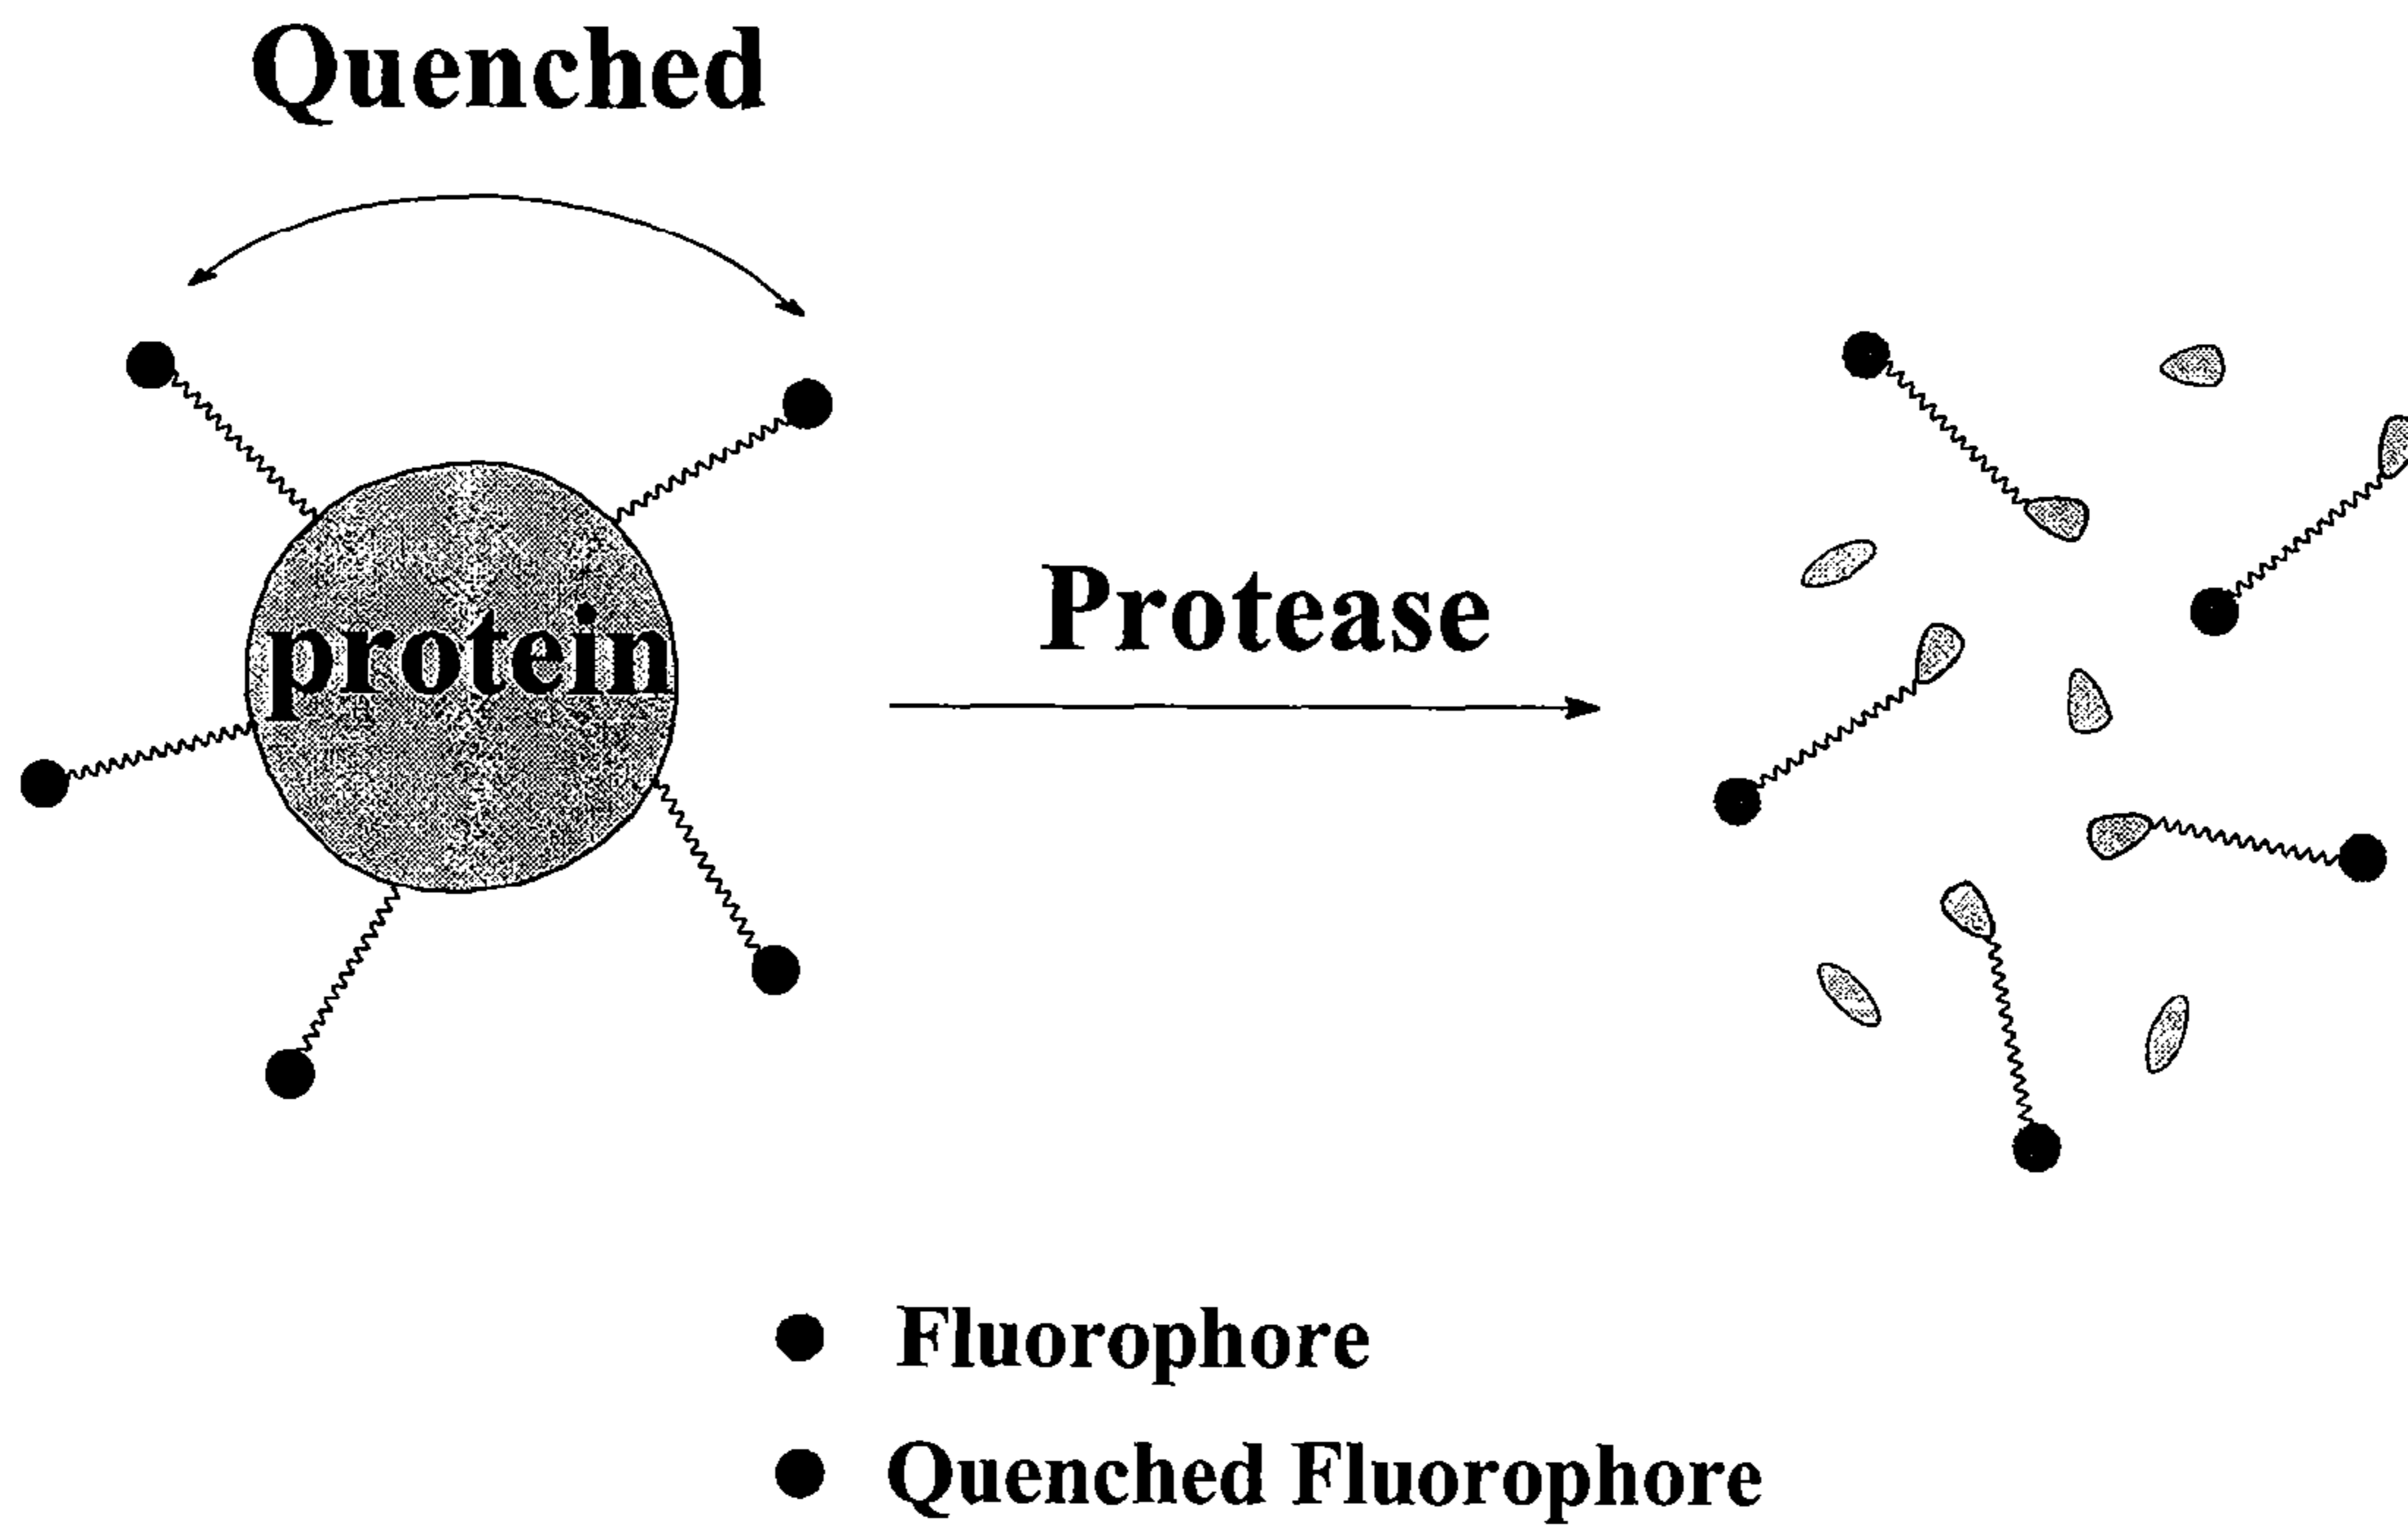 Quenched
protein
Protease
Fluorophore
Quenched Fluorophore